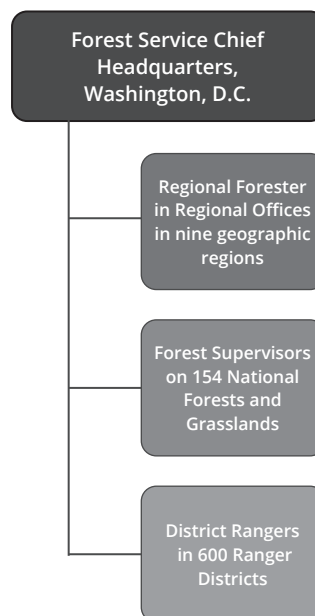 Forest Service Chief
Headquarters,
Washington, D.C.
Regional Forester
in Regional Offices
in nine geographic
regions
Forest Supervisors
on 154 National
Forests and
Grasslands
District Rangers
in 600 Ranger
Districts